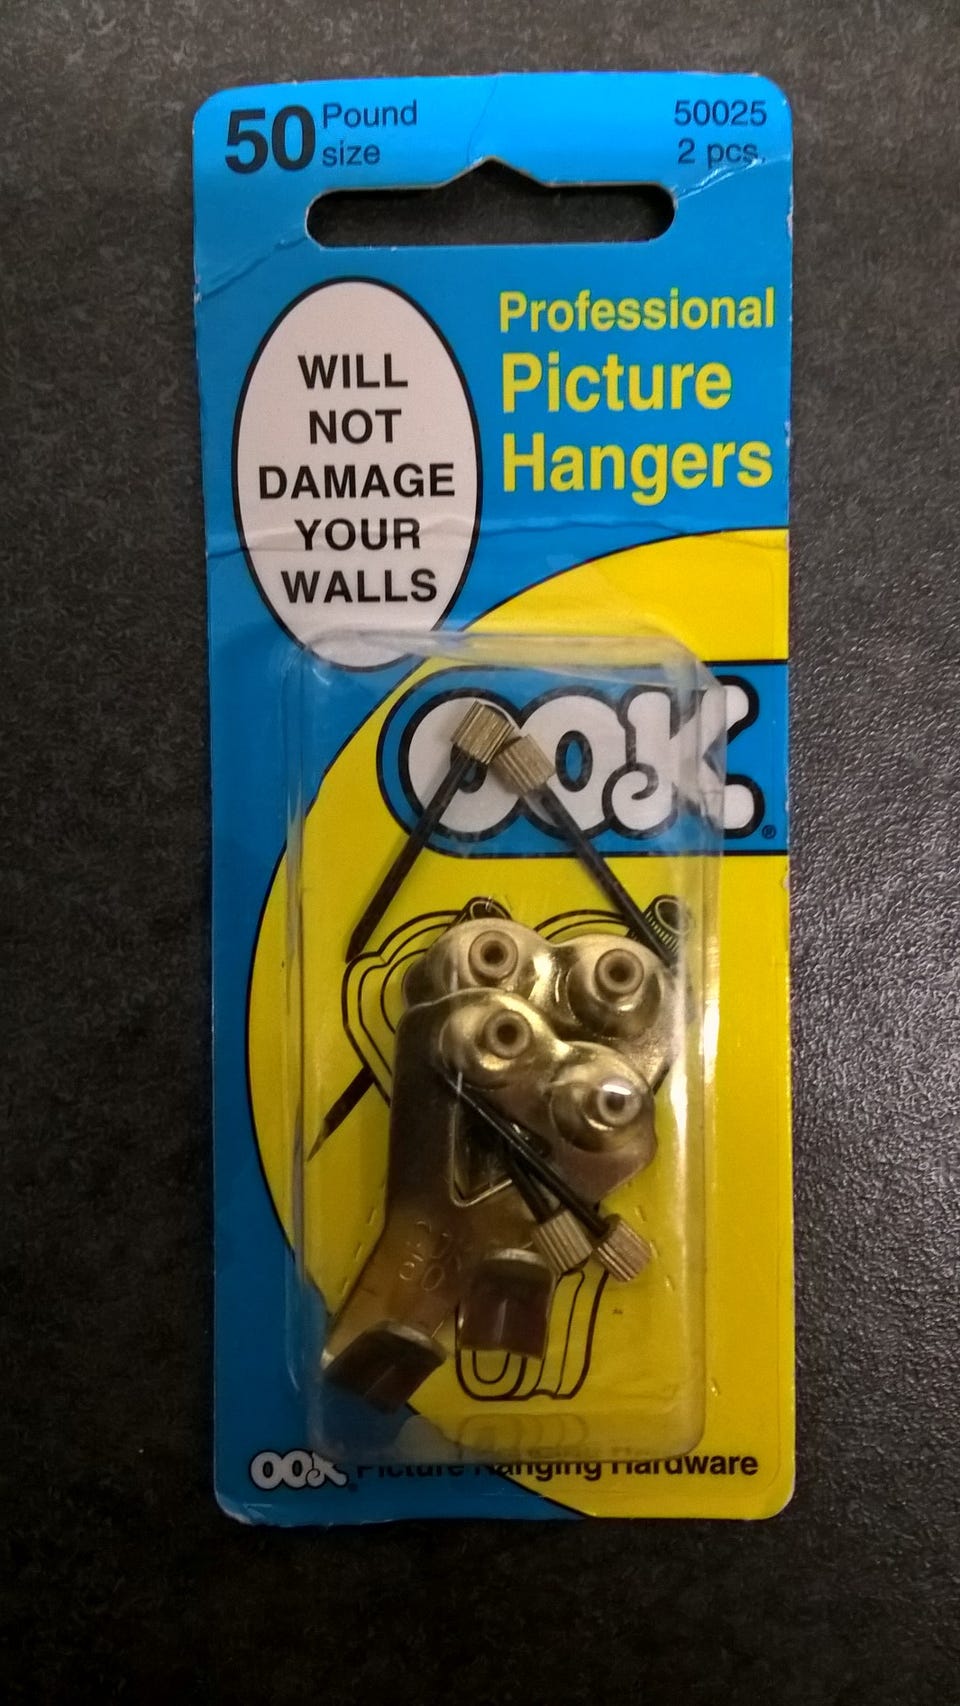 50 Pound size
50025
2 pcs.
Professional
Picture
Hangers
WILL
NOT
DAMAGE
YOUR
WALLS
OOK®
OOK® Picture Hanging Hardware